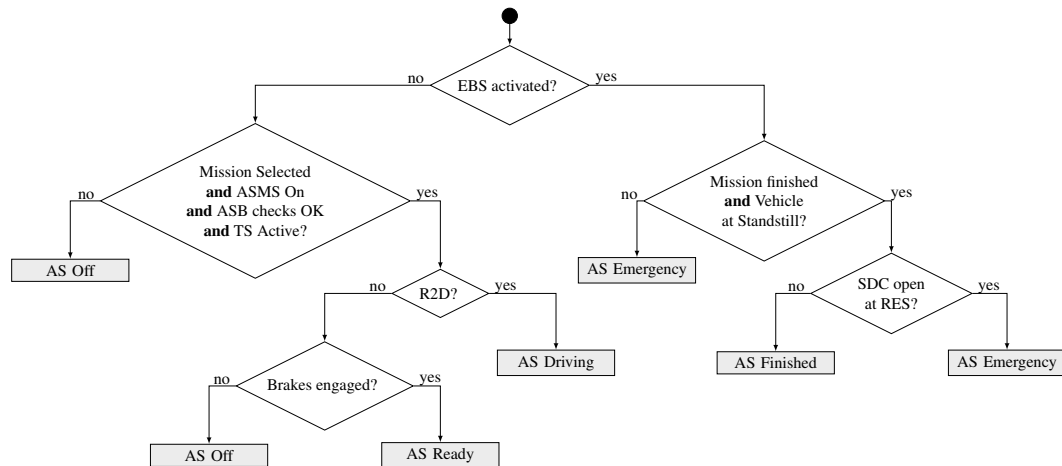 EBS activated?
no
yes
Mission Selected
and ASMS On
and ASB checks OK
and TS Active?
no
yes
Mission finished
and Vehicle
at Standstill?
no
yes
AS Off
AS Emergency
R2D?
no
yes
SDC open
at RES?
no
yes
AS Driving
AS Finished
AS Emergency
Brakes engaged?
no
yes
AS Off
AS Ready